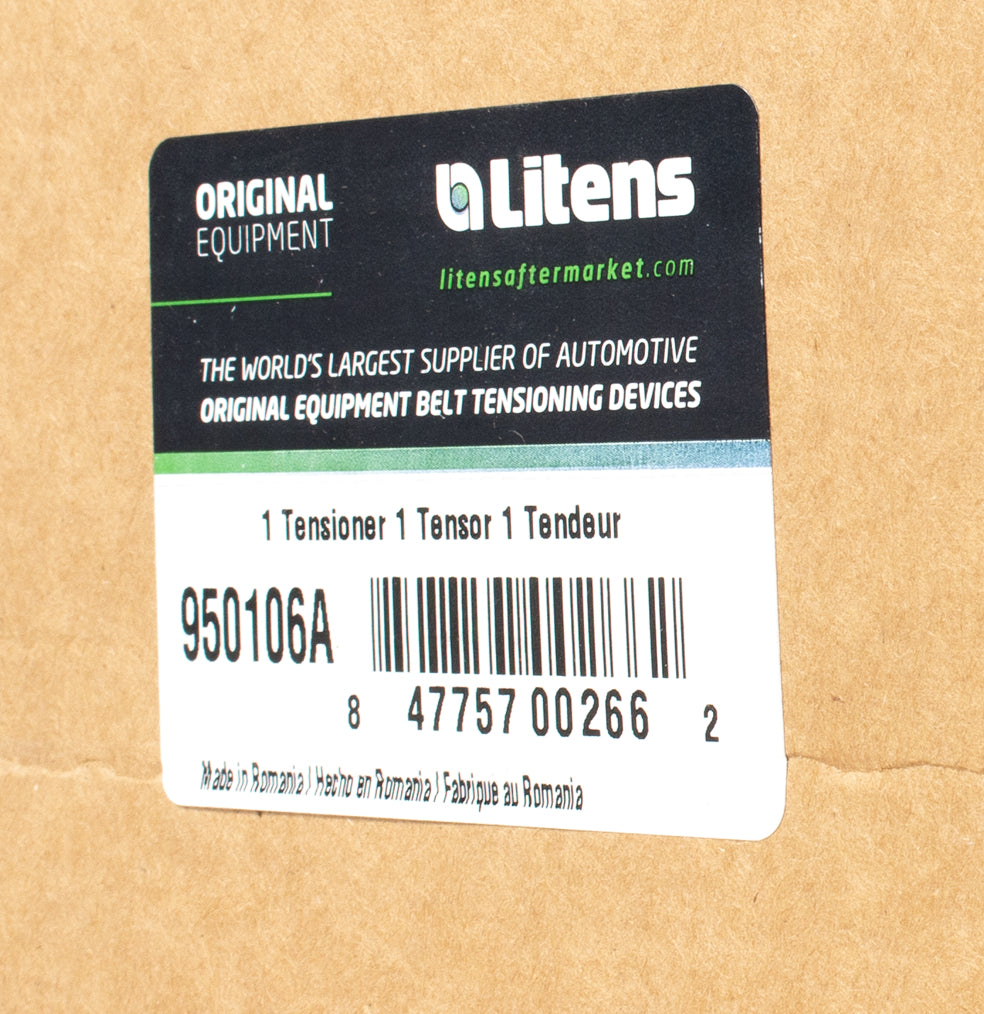 ORIGINAL
EQUIPMENT
Litens
litensaftermarket.com
THE WORLD'S LARGEST SUPPLIER OF AUTOMOTIVE
ORIGINAL EQUIPMENT BELT TENSIONING DEVICES
1 Tensioner 1 Tensor 1 Tendeur
950106A
8 47757 00266 2
Made in Romania / Hecho en Romania / Fabrique au Romania